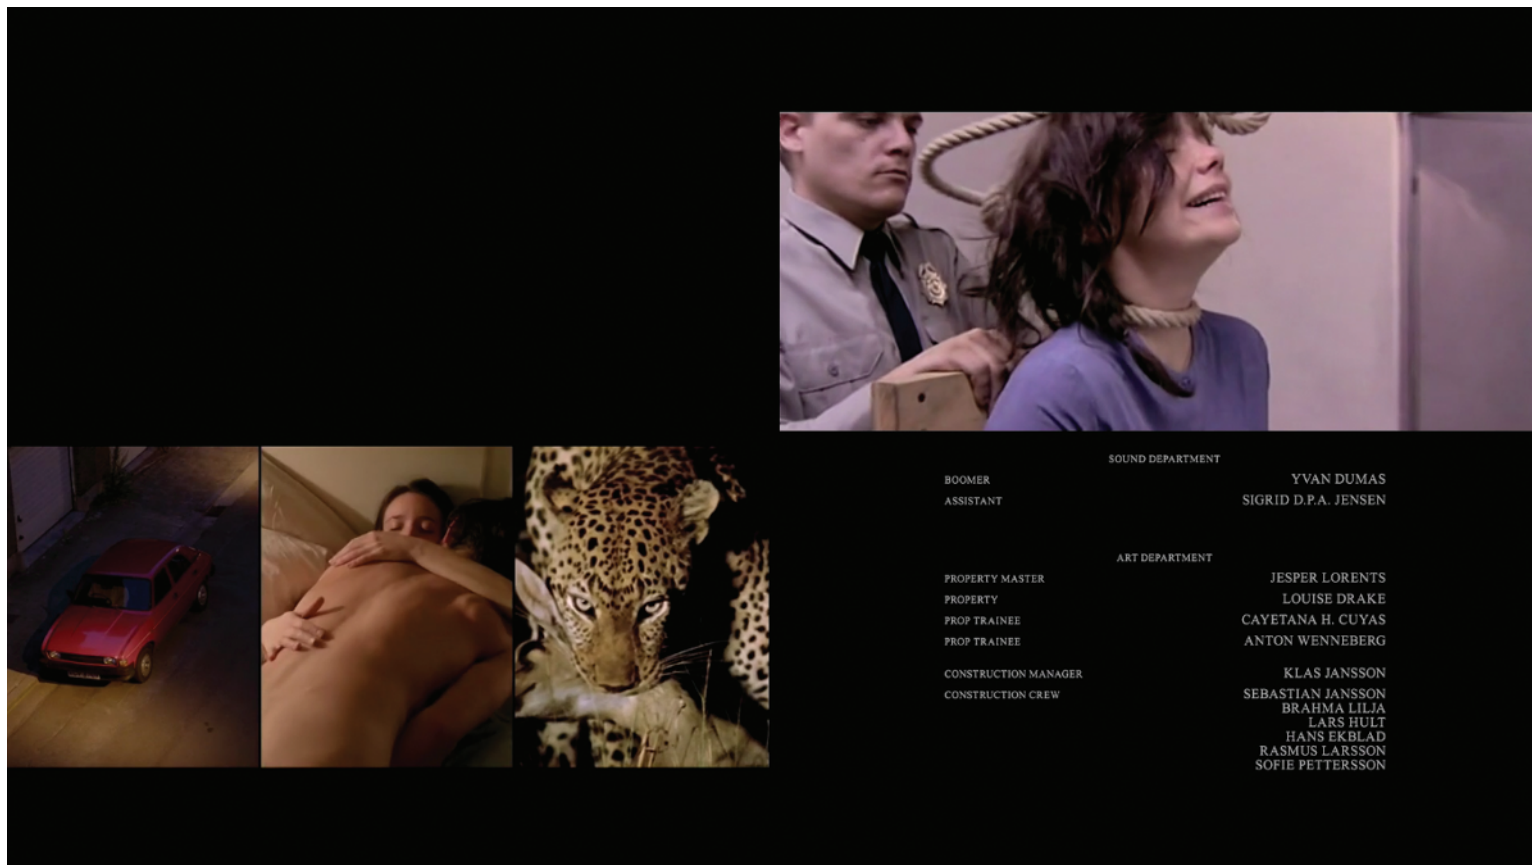 SOUND DEPARTMENT
BOOMER YVAN DUMAS
ASSISTANT SIGRID D.P.A. JENSEN
ART DEPARTMENT
PROPERTY MASTER JESPER LORENTS
PROPERTY LOUISE DRAKE
PROP TRAINEE CAYETANA H. CUYAS
PROP TRAINEE ANTON WENNEBERG
CONSTRUCTION MANAGER KLAS JANSSON
CONSTRUCTION CREW SEBASTIAN JANSSON
BRAHMA LILJA
LARS HULT
HANS EKBLAD
RASMUS LARSSON
SOFIE PETTERSSON